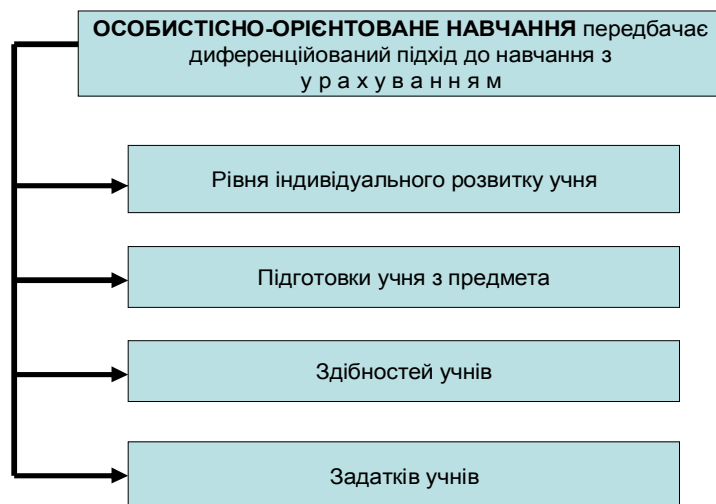 ОСОБИСТІСНО-ОРІЄНТОВАНЕ НАВЧАННЯ передбачає
диференційований підхід до навчання з
у р а х у в а н н я м
Рівня індивідуального розвитку учня
Підготовки учня з предмета
Здібностей учнів
Задатків учнів